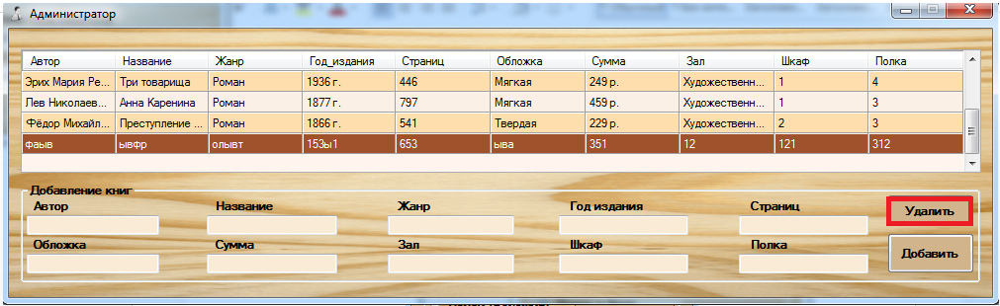 Администратор
Автор Название Жанр Год_издания Страниц Обложка Сумма Зал Шкаф Полка
Эрих Мария Ре... Три товарища Роман 1936 г. 446 Мягкая 249 р. Художественн... 1 4
Лев Николаев... Анна Каренина Роман 1877 г. 797 Мягкая 459 р. Художественн... 1 3
Фёдор Михайл... Преступление ... Роман 1866 г. 541 Твердая 229 р. Художественн... 2 3
фаыв ывфр олывт 153ы1 653 ыва 351 12 121 312
Добавление книг
Автор Название Жанр Год издания Страниц Удалить
Обложка Сумма Зал Шкаф Полка Добавить